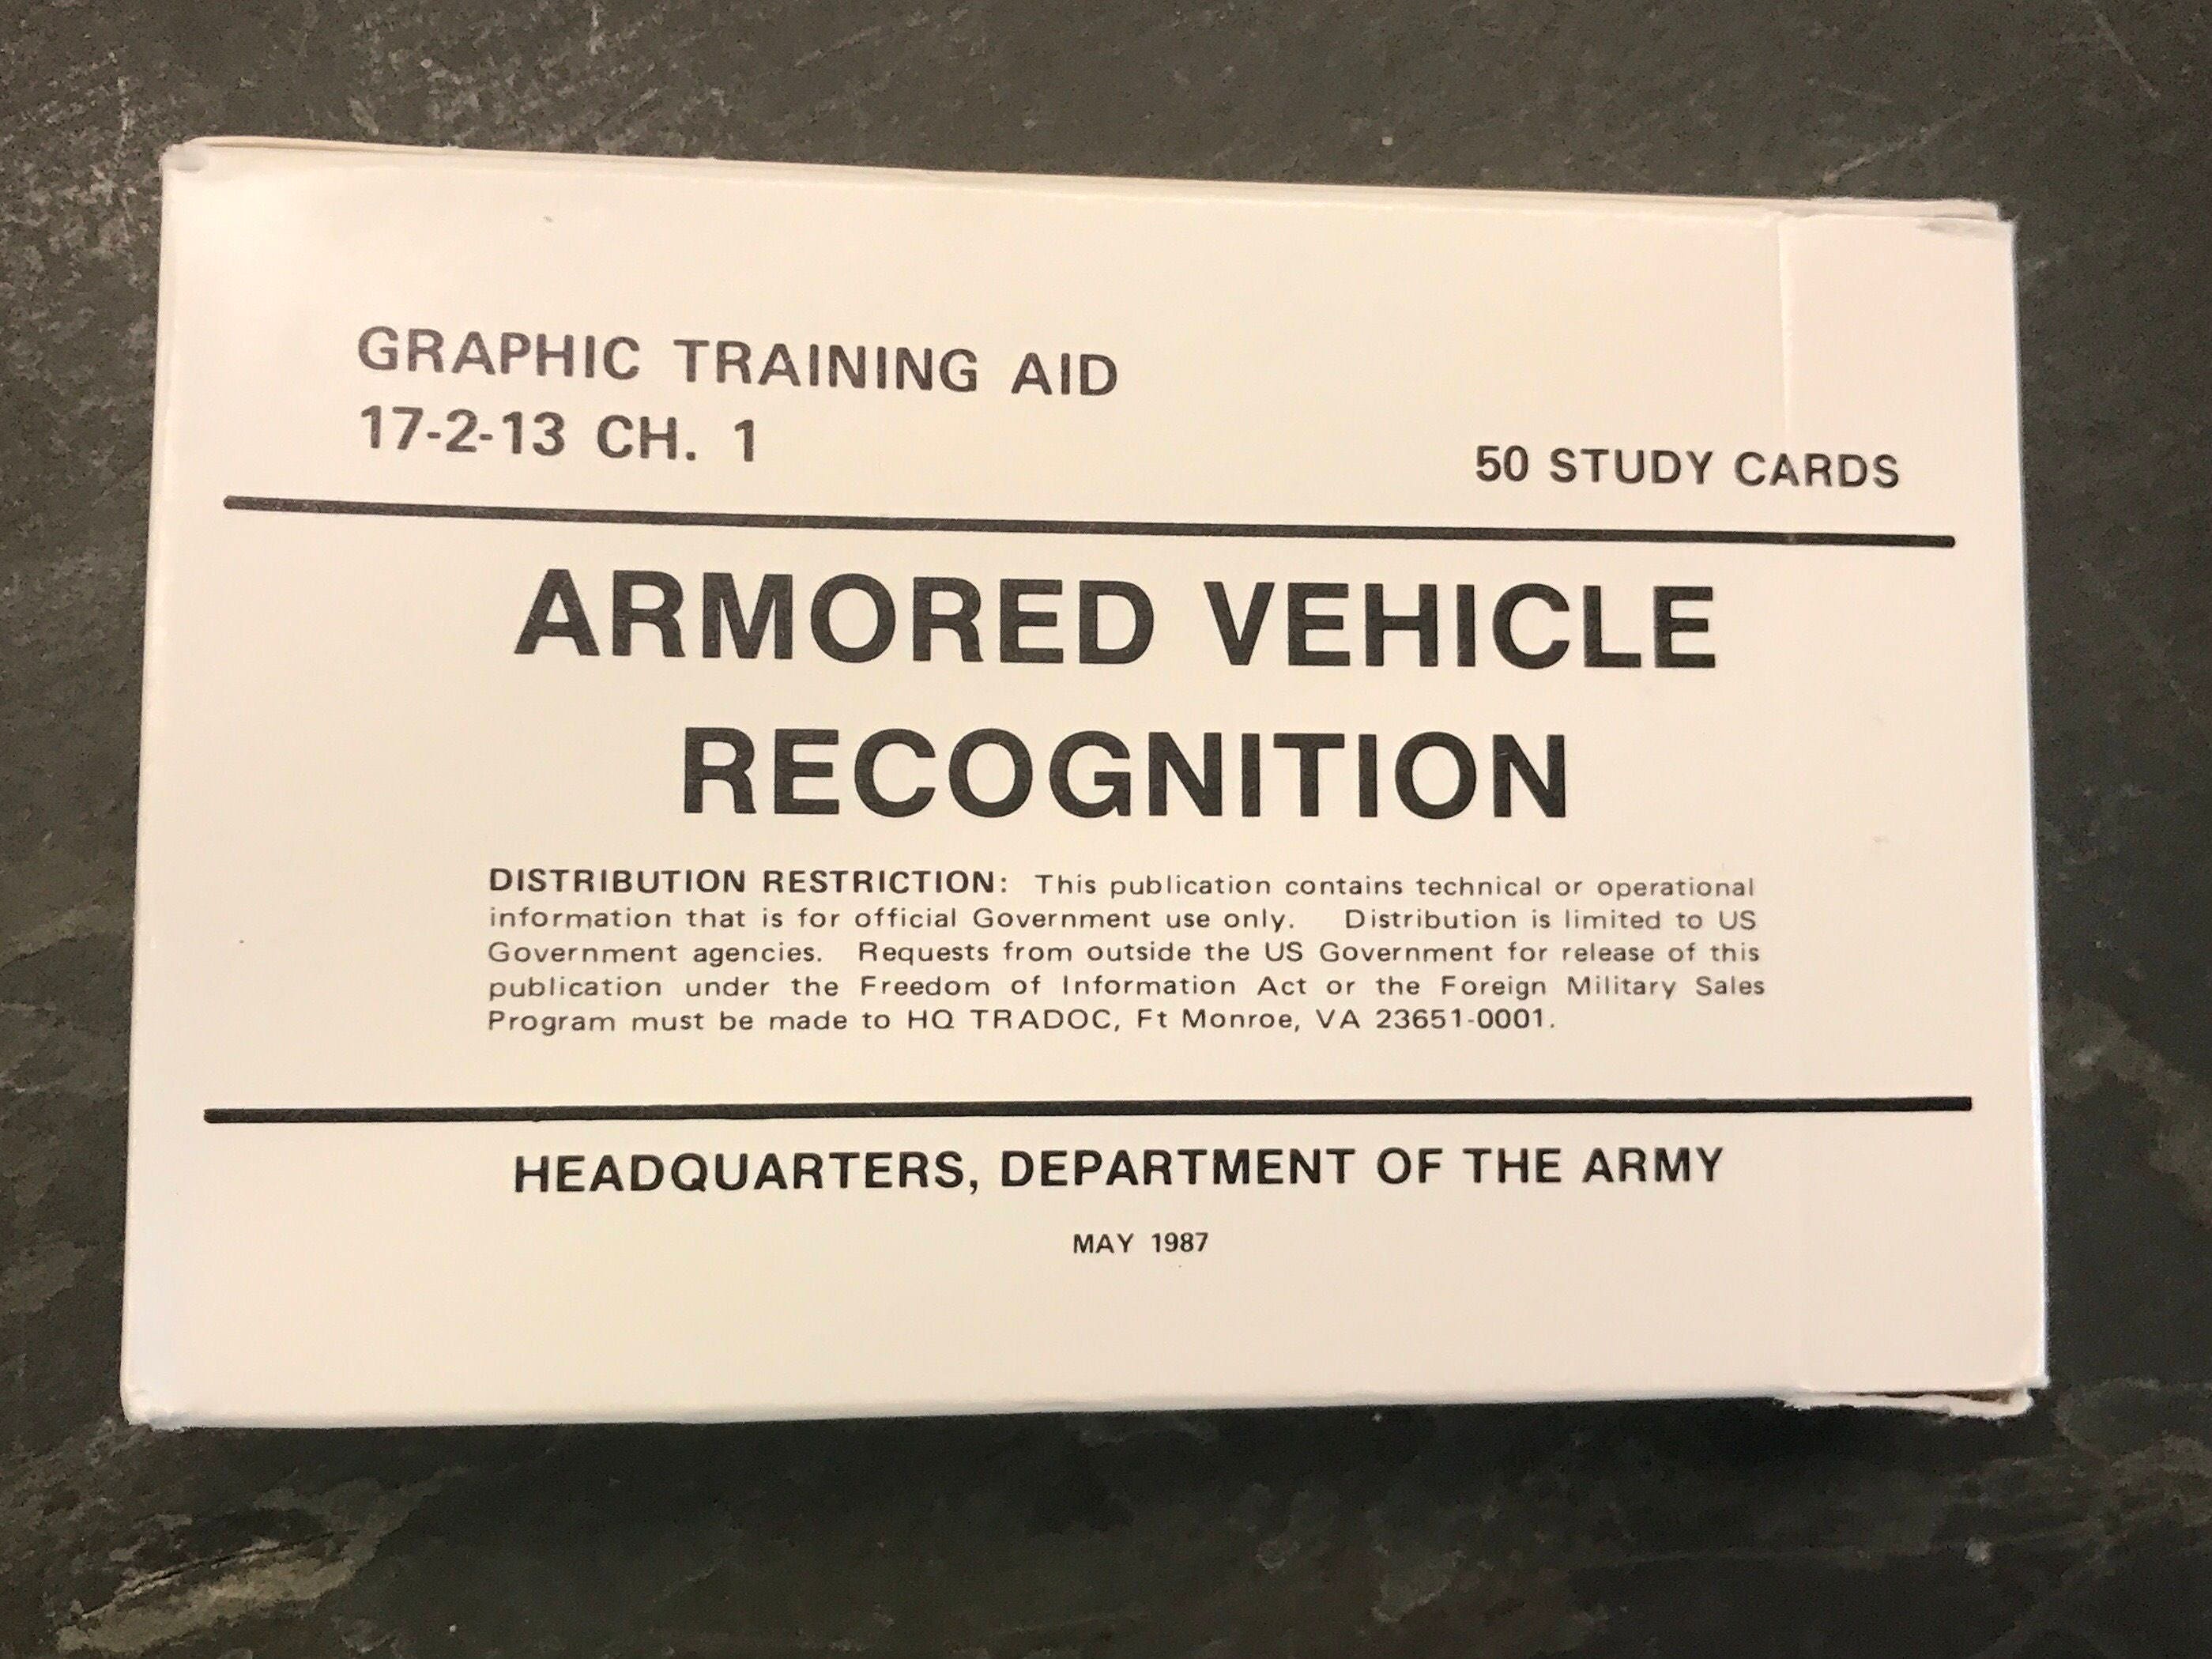 GRAPHIC TRAINING AID
17-2-13 CH. 1
50 STUDY CARDS
ARMORED VEHICLE
RECOGNITION
DISTRIBUTION RESTRICTION: This publication contains technical or operational
information that is for official Government use only. Distribution is limited to US
Government agencies. Requests from outside the US Government for release of this
publication under the Freedom of Information Act or the Foreign Military Sales
Program must be made to HQ TRADOC, Ft Monroe, VA 23651-0001.
HEADQUARTERS, DEPARTMENT OF THE ARMY
MAY 1987